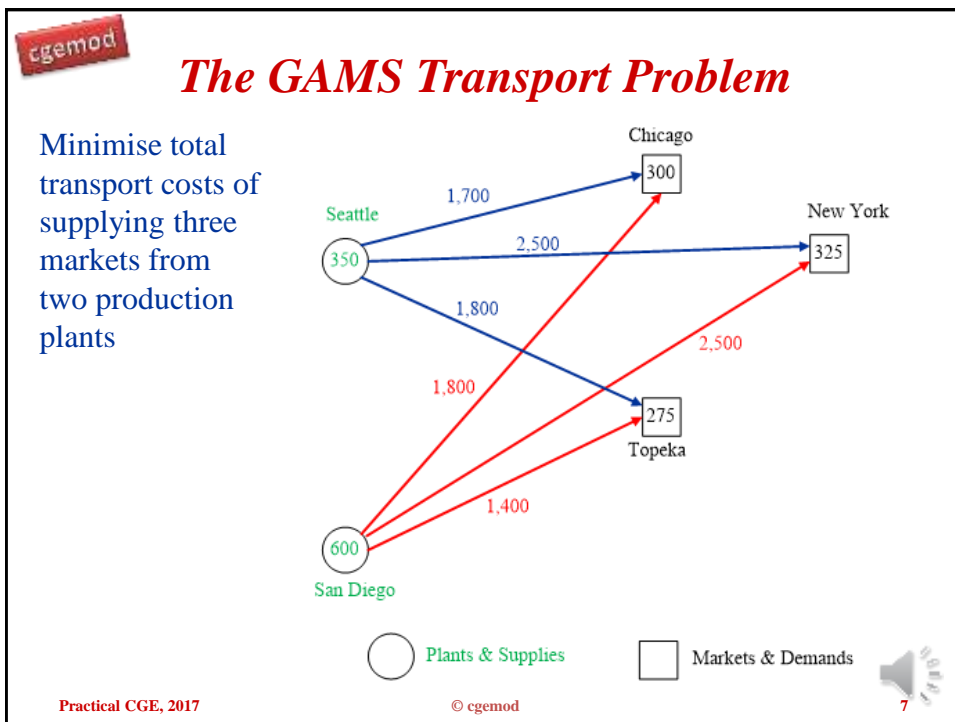 cgemod
The GAMS Transport Problem
Minimise total
transport costs of
supplying three
markets from
two production
plants
Chicago
300
1,700
Seattle
New York
2,500
350
325
1,800
2,500
1,800
275
Topeka
1,400
600
San Diego
Plants & Supplies
Markets & Demands
Practical CGE, 2017
© cgemod
7